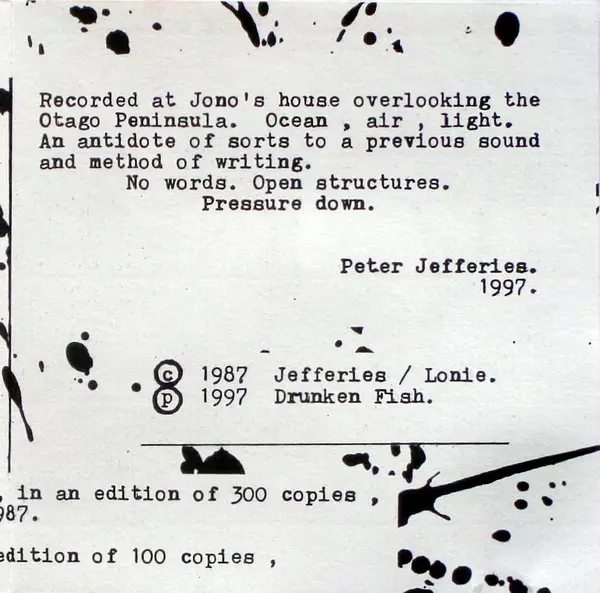 Recorded at Jono's house overlooking the
Otago Peninsula. Ocean , air , light.
An antidote of sorts to a previous sound
and method of writing.
No words. Open structures.
Pressure down.
Peter Jefferies.
1997.
© 1987 Jefferies / Lonie.
℗ 1997 Drunken Fish.
, in an edition of 300 copies ,
987.
edition of 100 copies ,